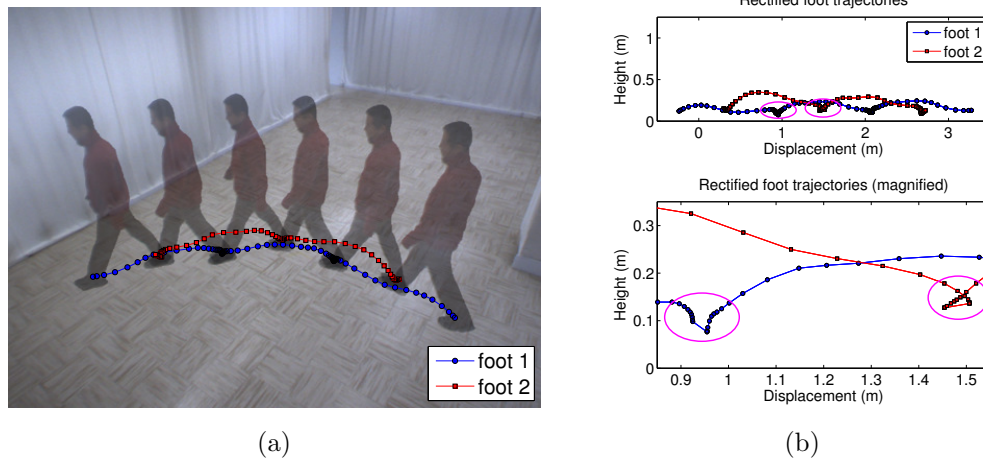 foot 1
foot 2
(a)
Rectified foot trajectories
Height (m)
1
0.5
0
foot 1
foot 2
0
1
2
3
Displacement (m)
Rectified foot trajectories (magnified)
Height (m)
0.3
0.2
0.1
0
0.9
1
1.1
1.2
1.3
1.4
1.5
Displacement (m)
(b)